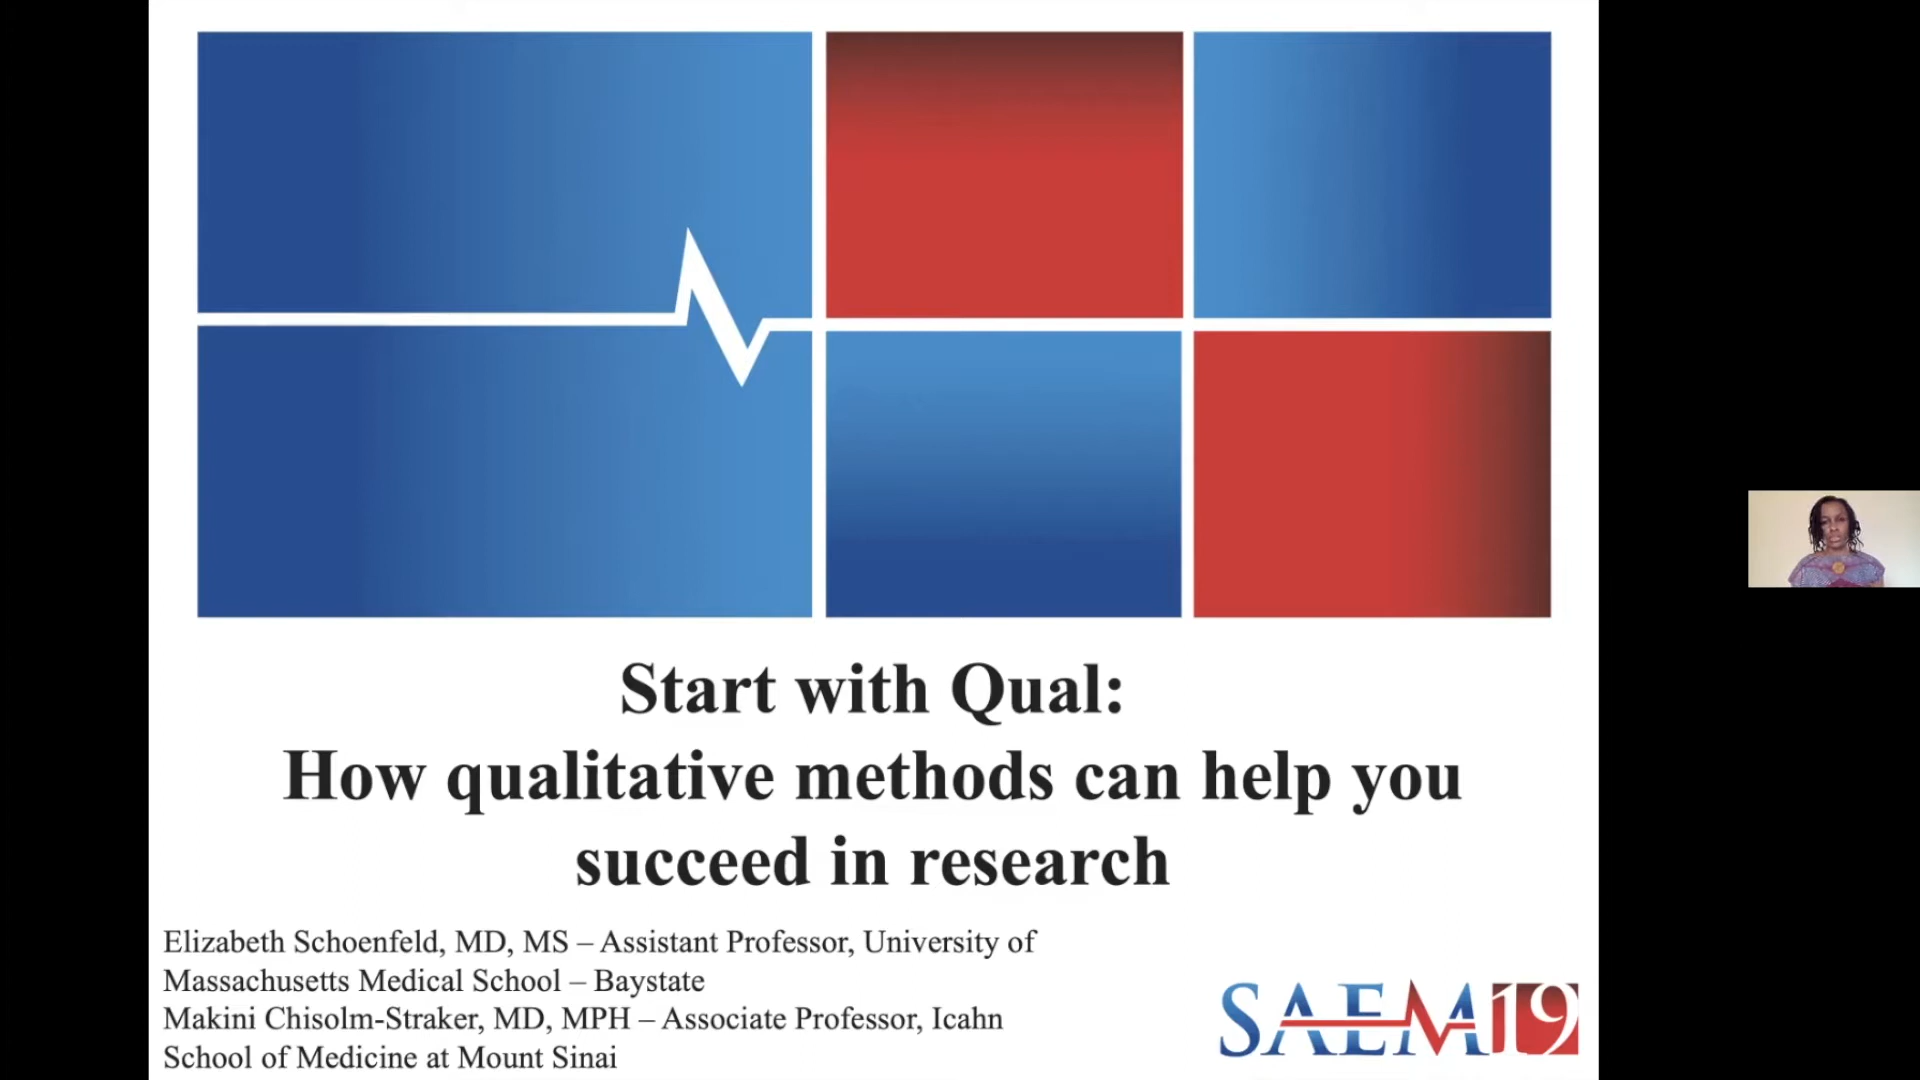 Start with Qual:
How qualitative methods can help you
succeed in research
Elizabeth Schoenfeld, MD, MS – Assistant Professor, University of
Massachusetts Medical School – Baystate
Makini Chisolm-Straker, MD, MPH – Associate Professor, Icahn
School of Medicine at Mount Sinai
SAEM19